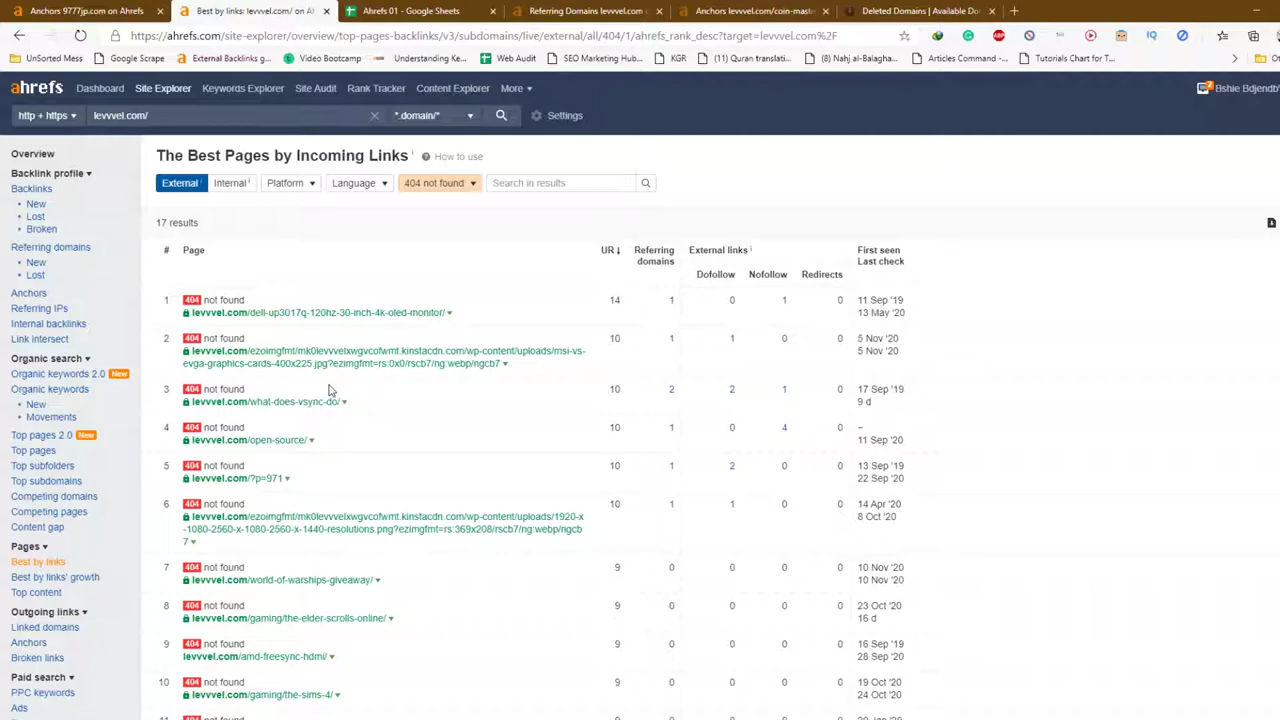 Anchors 9777jp.com on Ahrefs
Best by links: levvvel.com/ on Ahr
Ahrefs 01 - Google Sheets
Referring Domains levvvel.com o
Anchors levvvel.com/coin-master
Deleted Domains | Available Do
https://ahrefs.com/site-explorer/overview/top-pages-backlinks/v3/subdomains/live/external/all/404/1/ahrefs_rank_desc?target=levvvel.com%2F
UnSorted Mess
Google Scrape
External Backlinks g...
Video Bootcamp
Understanding Ke...
Web Audit
SEO Marketing Hub...
KGR
(11) Quran translati...
(8) Nahj al-Balagha...
Articles Command -...
Tutorials Chart for T...
ahrefs
Dashboard
Site Explorer
Keywords Explorer
Site Audit
Rank Tracker
Content Explorer
More
Bshie Bdjendb'
http + https
levvvel.com/
*.domain/*
Settings
Overview
Backlink profile
Backlinks
New
Lost
Broken
Referring domains
New
Lost
Anchors
Referring IPs
Internal backlinks
Link intersect
Organic search
Organic keywords 2.0 New
Organic keywords
New
Movements
Top pages 2.0 New
Top pages
Top subfolders
Top subdomains
Competing domains
Competing pages
Content gap
Pages
Best by links
Best by links' growth
Top content
Outgoing links
Linked domains
Anchors
Broken links
Paid search
PPC keywords
Ads
The Best Pages by Incoming Links
How to use
External
Internal
Platform
Language
404 not found
Search in results
17 results
# Page UR Referring domains External links First seen
Dofollow Nofollow Redirects Last check
1 404 not found 14 1 0 1 0 11 Sep '19
levvvel.com/dell-up3017q-120hz-30-inch-4k-oled-monitor/ 13 May '20
2 404 not found 10 1 1 0 0 5 Nov '20
levvvel.com/ezoimgfmt/mk0levvvelxwgvcofwmt.kinstacdn.com/wp-content/uploads/msi-vs- 5 Nov '20
evga-graphics-cards-400x225.jpg?ezimgfmt=rs:0x0/rscb7/ng:webp/ngcb7
3 404 not found 10 2 2 1 0 17 Sep '19
levvvel.com/what-does-vsync-do/ 9 d
4 404 not found 10 1 0 4 0 –
levvvel.com/open-source/ 11 Sep '20
5 404 not found 10 1 2 0 0 13 Sep '19
levvvel.com/?p=971 22 Sep '20
6 404 not found 10 1 1 0 0 14 Apr '20
levvvel.com/ezoimgfmt/mk0levvvelxwgvcofwmt.kinstacdn.com/wp-content/uploads/1920-x 8 Oct '20
-1080-2560-x-1080-2560-x-1440-resolutions.png?ezimgfmt=rs:369x208/rscb7/ng:webp/ngcb
7
7 404 not found 9 0 0 0 0 10 Nov '20
levvvel.com/world-of-warships-giveaway/ 10 Nov '20
8 404 not found 9 0 0 0 0 23 Oct '20
levvvel.com/gaming/the-elder-scrolls-online/ 16 d
9 404 not found 9 0 0 0 0 16 Sep '19
levvvel.com/amd-freesync-hdmi/ 28 Sep '20
10 404 not found 9 0 0 0 0 19 Oct '20
levvvel.com/gaming/the-sims-4/ 24 Oct '20